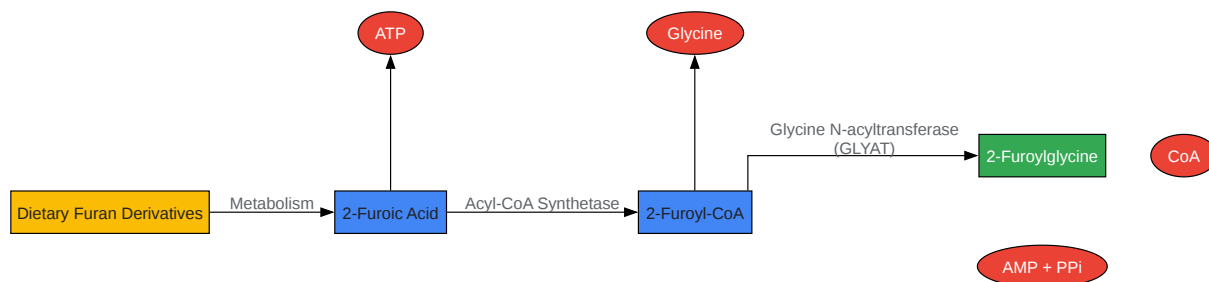 ATP
Glycine
Glycine N-acyltransferase
(GLYAT)
2-Furoylglycine
CoA
Dietary Furan Derivatives
Metabolism
2-Furoic Acid
Acyl-CoA Synthetase
2-Furoyl-CoA
AMP + PPi